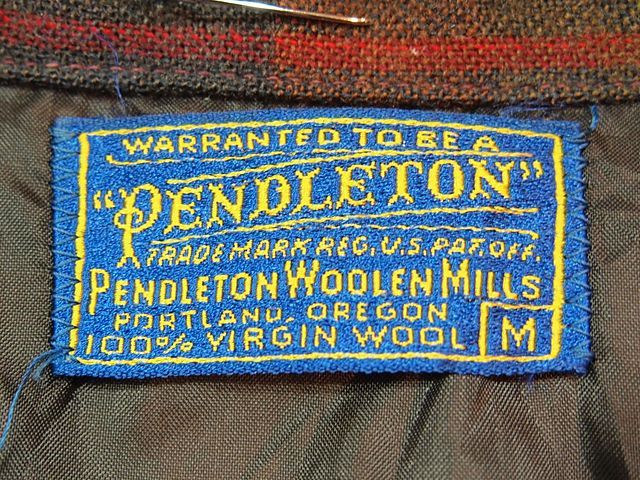 WARRANTED TO BE A
"PENDLETON"
TRADE MARK REG. U.S. PAT. OFF.
PENDLETON WOOLEN MILLS
PORTLAND, OREGON
100% VIRGIN WOOL
M